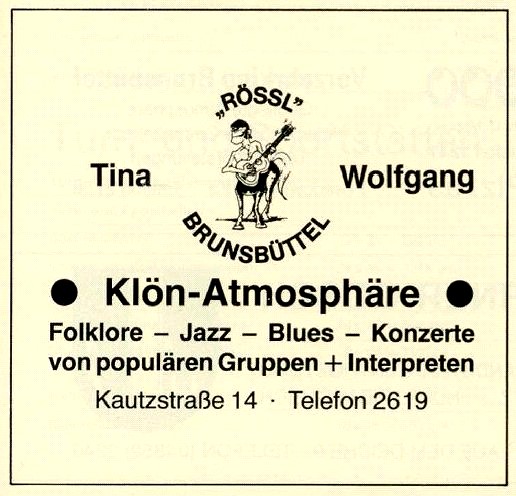 „RÖSSL”
Tina
Wolfgang
BRUNSBÜTTEL
● Klön-Atmosphäre ●
Folklore – Jazz – Blues – Konzerte
von populären Gruppen + Interpreten
Kautzstraße 14 · Telefon 2619